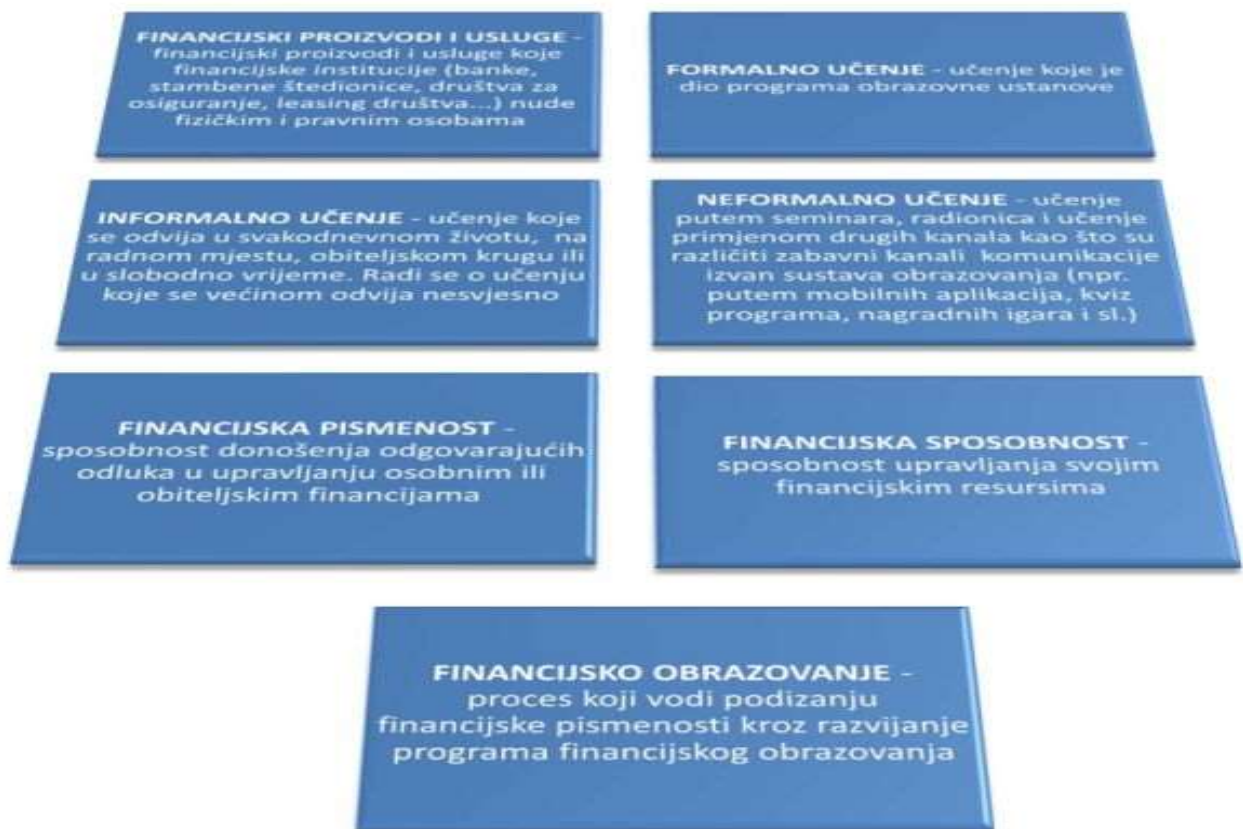 FINANCIJSKI PROIZVODI I USLUGE -
financijski proizvodi i usluge koje
financijske institucije (banke,
stambene štedionice, društva za
osiguranje, leasing društva...) nude
fizičkim i pravnim osobama
FORMALNO UČENJE - učenje koje je
dio programa obrazovne ustanove
INFORMALNO UČENJE - učenje koje
se odvija u svakodnevnom životu, na
radnom mjestu, obiteljskom krugu ili
u slobodno vrijeme. Radi se o učenju
koje se većinom odvija nesvjesno
NEFORMALNO UČENJE - učenje
putem seminara, radionica i učenje
primjenom drugih kanala kao što su
različiti zabavni kanali komunikacije
izvan sustava obrazovanja (npr.
putem mobilnih aplikacija, kviz
programa, nagradnih igara i sl.)
FINANCIJSKA PISMENOST -
sposobnost donošenja odgovarajućih
odluka u upravljanju osobnim ili
obiteljskim financijama
FINANCIJSKA SPOSOBNOST -
sposobnost upravljanja svojim
financijskim resursima
FINANCIJSKO OBRAZOVANJE -
proces koji vodi podizanju
financijske pismenosti kroz razvijanje
programa financijskog obrazovanja